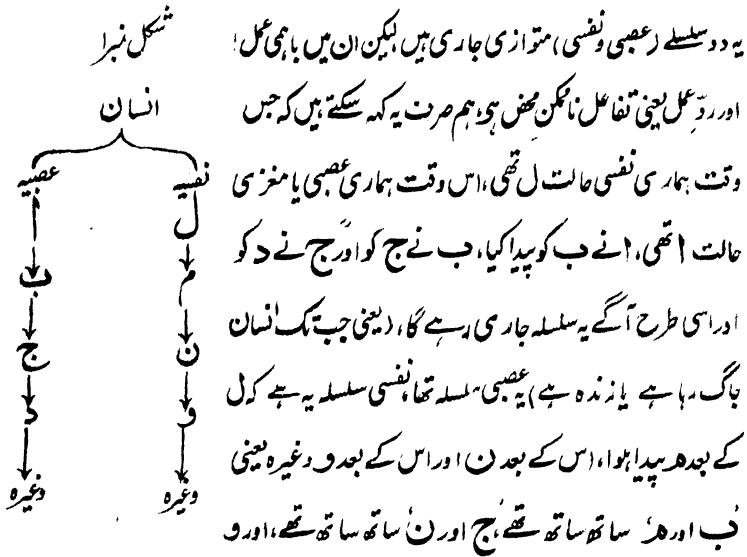 یہ دو سلسلے (عصبی و نفسی) متوازی جاری ہیں لیکن ان میں باہمی عمل!
اور ردِّ عمل یعنی تفاعل ناممکن محض ہی، ہم صرف یہ کہہ سکتے ہیں کہ جس
وقت ہماری نفسی حالت ل تھی، اس وقت ہماری عصبی یا مغزی
حالت ا تھی، ا نے ب کو پیدا کیا، ب نے ج کو اور ج نے د کو
اور اسی طرح آگے یہ سلسلہ جاری رہے گا، (یعنی جب تک انسان
جاگ رہا ہے یا زندہ ہے) یہ عصبی سلسلہ تھا، نفسی سلسلہ یہ ہے کہ ل
کے بعد م پیدا ہوا، اس کے بعد ن اور اس کے بعد و وغیرہ یعنی
ب اور م ساتھ ساتھ تھے، ج اور ن ساتھ ساتھ تھے، اور و
شکل نمبر ا
انسان
نفسیہ
ل
م
ن
و
وغیرہ
عصبیہ
ا
ب
ج
د
وغیرہ